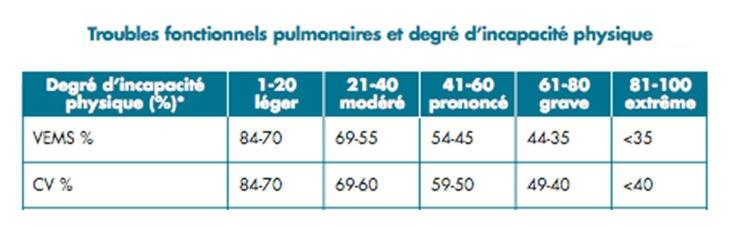 Troubles fonctionnels pulmonaires et degré d'incapacité physique
Degré d'incapacité physique (%)* 1-20 léger 21-40 modéré 41-60 prononcé 61-80 grave 81-100 extrême
VEMS % 84-70 69-55 54-45 44-35 <35
CV % 84-70 69-60 59-50 49-40 <40